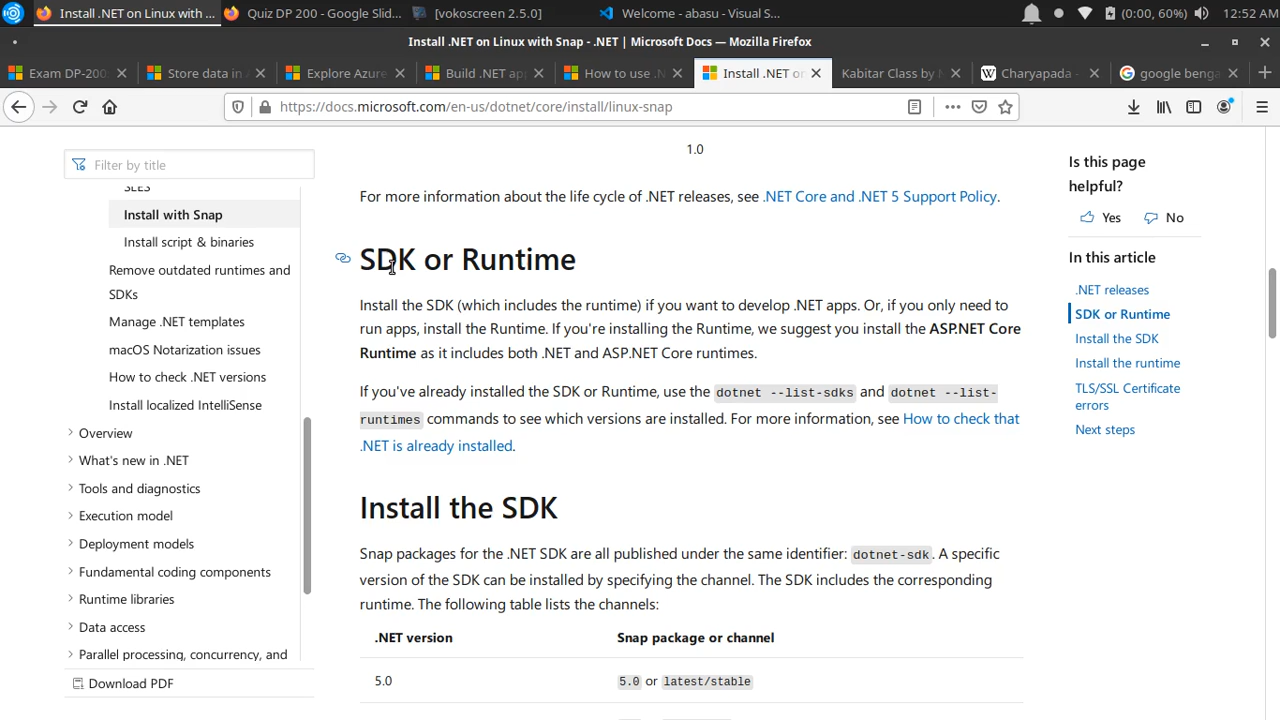 Install .NET on Linux with ...
Quiz DP 200 - Google Slid...
[vokoscreen 2.5.0]
Welcome - abasu - Visual S...
(0:00, 60%)
12:52 AM
Install .NET on Linux with Snap - .NET | Microsoft Docs — Mozilla Firefox
Exam DP-200
Store data in A
Explore Azure
Build .NET app
How to use .N
Install .NET on
Kabitar Class by
Charyapada -
google benga
https://docs.microsoft.com/en-us/dotnet/core/install/linux-snap
Filter by title
SLES
Install with Snap
Install script & binaries
Remove outdated runtimes and
SDKs
Manage .NET templates
macOS Notarization issues
How to check .NET versions
Install localized IntelliSense
Overview
What's new in .NET
Tools and diagnostics
Execution model
Deployment models
Fundamental coding components
Runtime libraries
Data access
Parallel processing, concurrency, and
Download PDF
1.0
For more information about the life cycle of .NET releases, see .NET Core and .NET 5 Support Policy.
SDK or Runtime
Install the SDK (which includes the runtime) if you want to develop .NET apps. Or, if you only need to
run apps, install the Runtime. If you're installing the Runtime, we suggest you install the ASP.NET Core
Runtime as it includes both .NET and ASP.NET Core runtimes.
If you've already installed the SDK or Runtime, use the dotnet --list-sdks and dotnet --list-
runtimes commands to see which versions are installed. For more information, see How to check that
.NET is already installed.
Install the SDK
Snap packages for the .NET SDK are all published under the same identifier: dotnet-sdk. A specific
version of the SDK can be installed by specifying the channel. The SDK includes the corresponding
runtime. The following table lists the channels:
.NET version
Snap package or channel
5.0
5.0 or latest/stable
Is this page
helpful?
Yes
No
In this article
.NET releases
SDK or Runtime
Install the SDK
Install the runtime
TLS/SSL Certificate
errors
Next steps